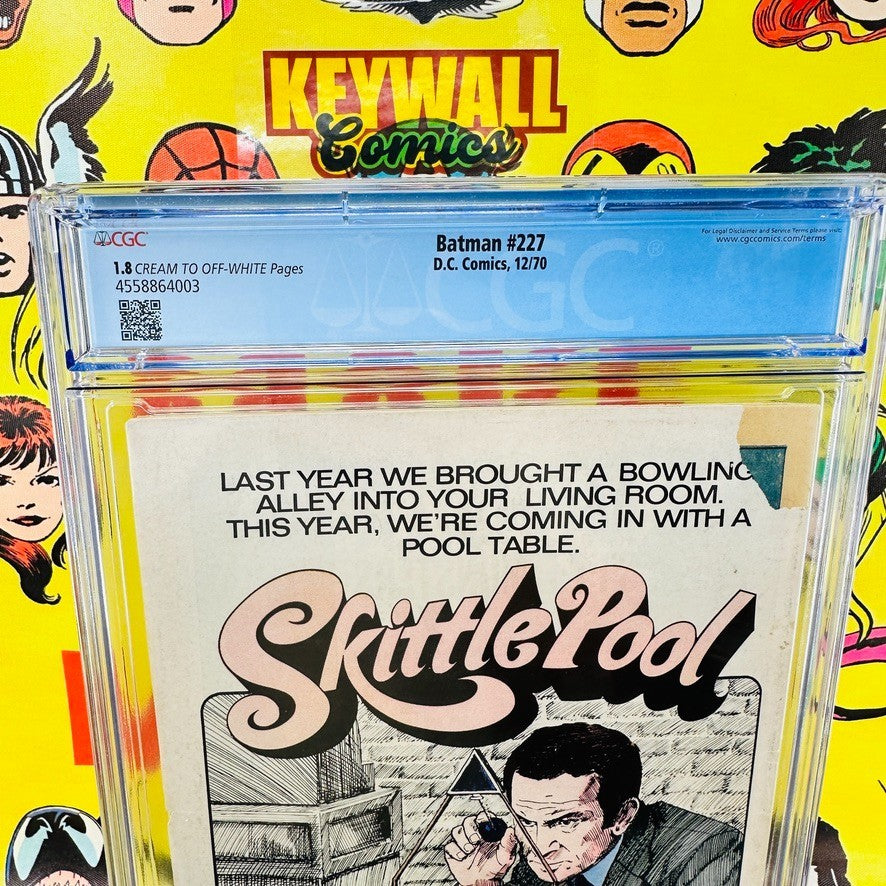 KEYWALL
Comics
CGC
Batman #227
For Legal Disclaimer and Service Terms please visit:
www.cgccomics.com/terms
1.8 CREAM TO OFF-WHITE Pages
D.C. Comics, 12/70
4558864003
CGC®
LAST YEAR WE BROUGHT A BOWLING
ALLEY INTO YOUR LIVING ROOM.
THIS YEAR, WE'RE COMING IN WITH A
POOL TABLE.
Skittle Pool